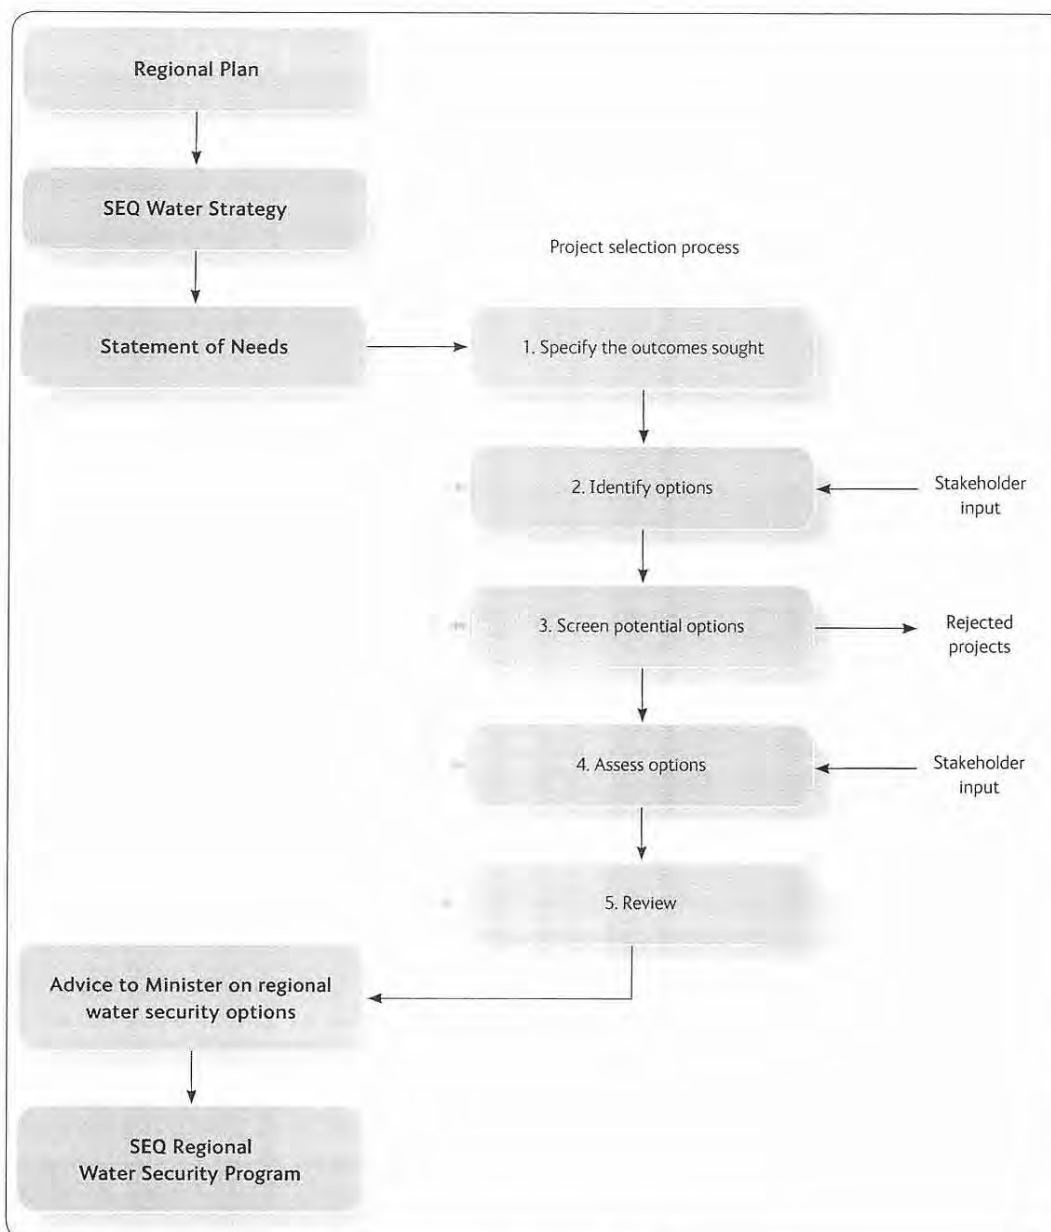 Regional Plan
SEQ Water Strategy
Project selection process
Statement of Needs
1. Specify the outcomes sought
2. Identify options
Stakeholder
input
3. Screen potential options
Rejected
projects
4. Assess options
Stakeholder
input
5. Review
Advice to Minister on regional
water security options
SEQ Regional
Water Security Program